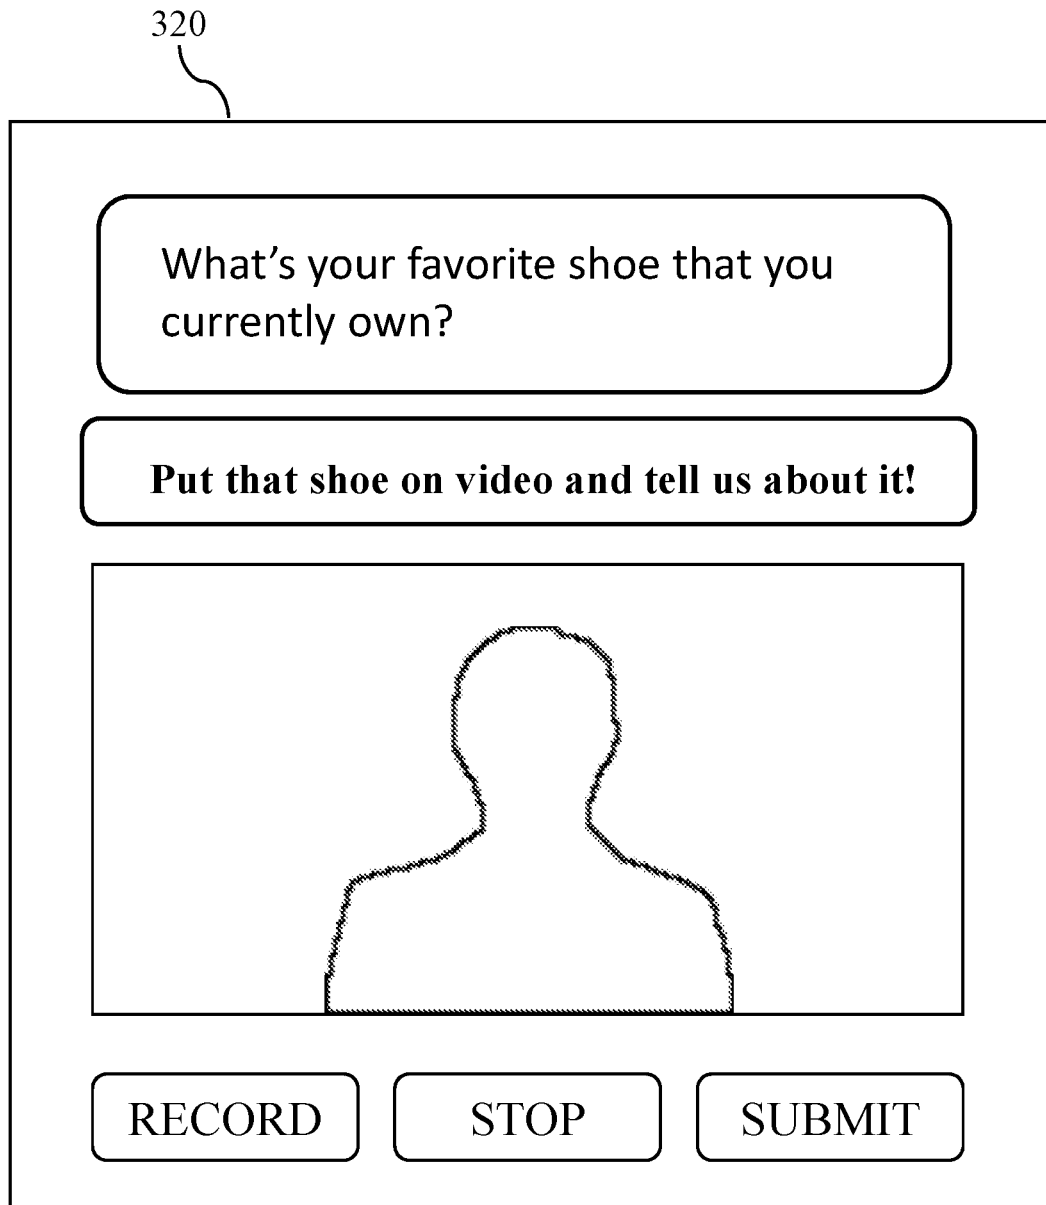 320
What’s your favorite shoe that you
currently own?
Put that shoe on video and tell us about it!
RECORD STOP SUBMIT